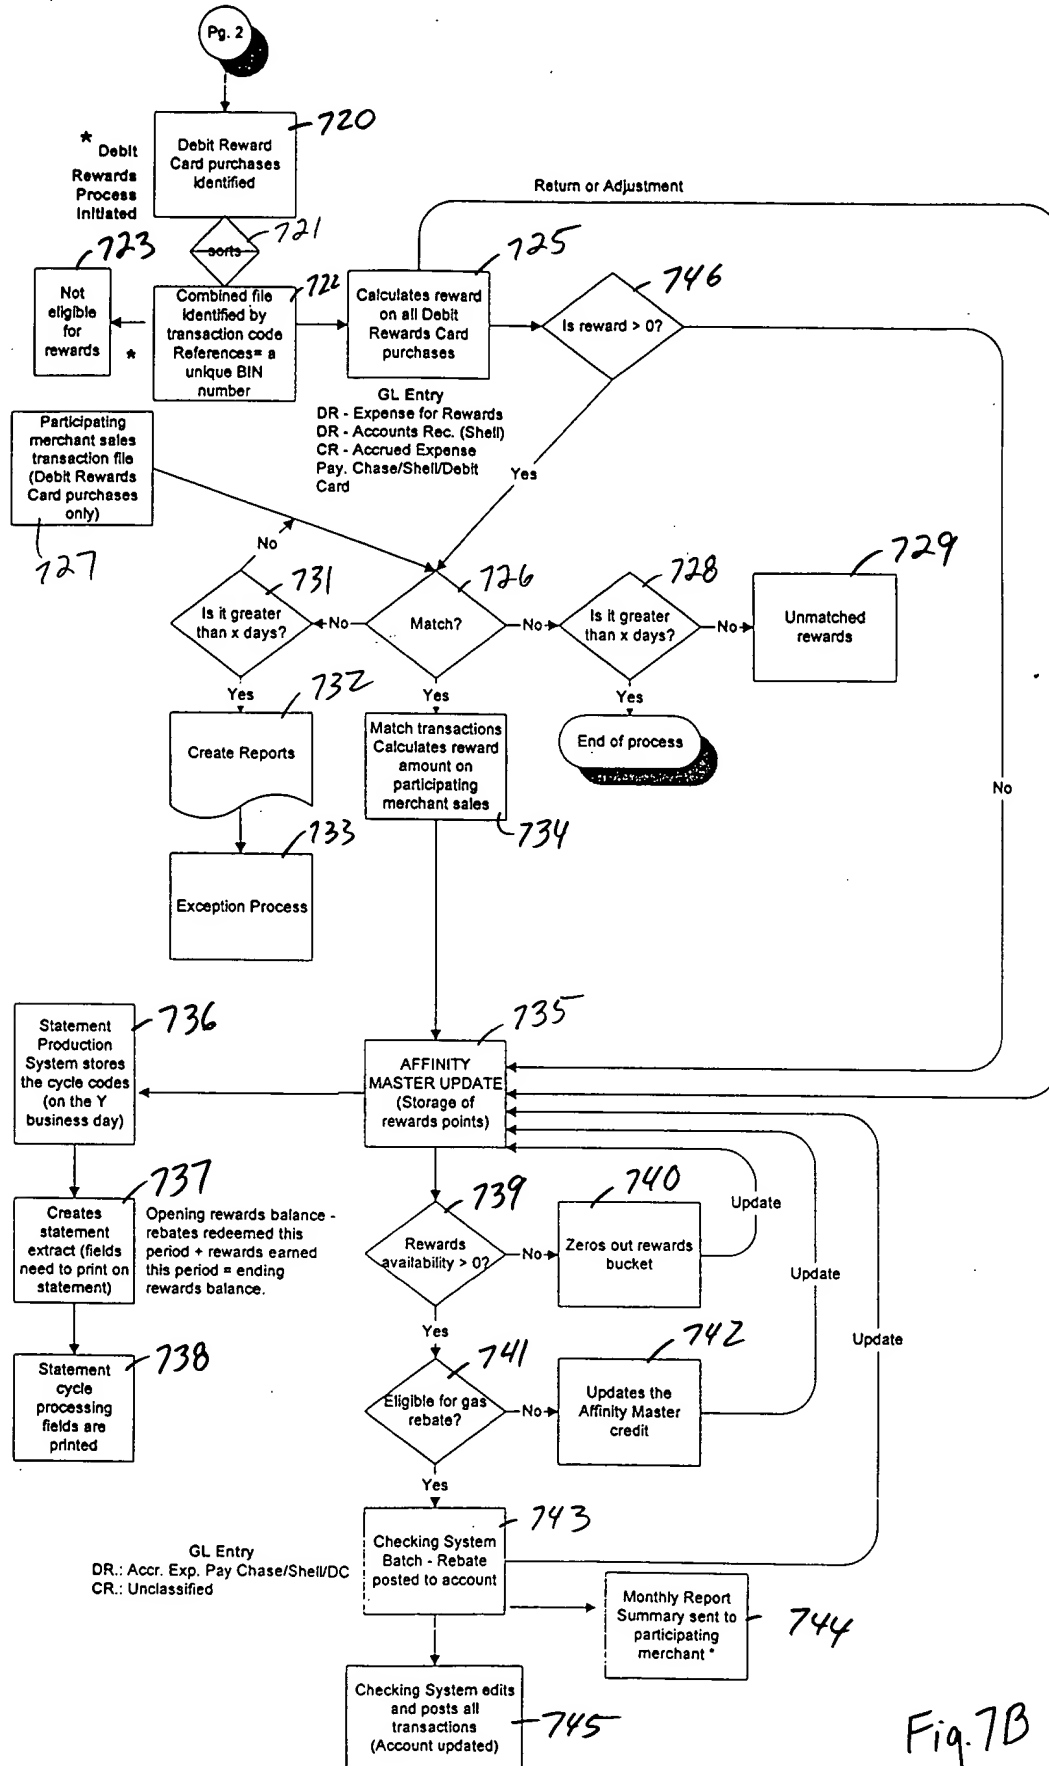 Pg. 2
720
Debit Reward
Card purchases
Identified
* Debit
Rewards
Process
Initiated
Return or Adjustment
721
sorts
723
Not
eligible
for
rewards
*
722
Combined file
identified by
transaction code
References= a
unique BIN
number
725
Calculates reward
on all Debit
Rewards Card
purchases
746
Is reward > 0?
GL Entry
DR - Expense for Rewards
DR - Accounts Rec. (Shell)
CR - Accrued Expense
Pay. Chase/Shell/Debit
Card
Participating
merchant sales
transaction file
(Debit Rewards
Card purchases
only)
727
Yes
No
731
Is it greater
than x days?
No
726
Match?
No
728
Is it greater
than x days?
No
729
Unmatched
rewards
Yes
Yes
Yes
732
Create Reports
Match transactions
Calculates reward
amount on
participating
merchant sales
734
End of process
No
733
Exception Process
736
Statement
Production
System stores
the cycle codes
(on the Y
business day)
735
AFFINITY
MASTER UPDATE
(Storage of
rewards points)
737
Creates
statement
extract (fields
need to print on
statement)
Opening rewards balance -
rebates redeemed this
period + rewards earned
this period = ending
rewards balance.
739
Rewards
availability > 0?
No
740
Zeros out rewards
bucket
Update
Update
Update
Yes
738
Statement
cycle
processing
fields are
printed
741
Eligible for gas
rebate?
No
742
Updates the
Affinity Master
credit
Yes
GL Entry
DR.: Accr. Exp. Pay Chase/Shell/DC
CR.: Unclassified
743
Checking System
Batch - Rebate
posted to account
Monthly Report
Summary sent to
participating
merchant *
744
Checking System edits
and posts all
transactions
(Account updated)
745
Fig. 7B